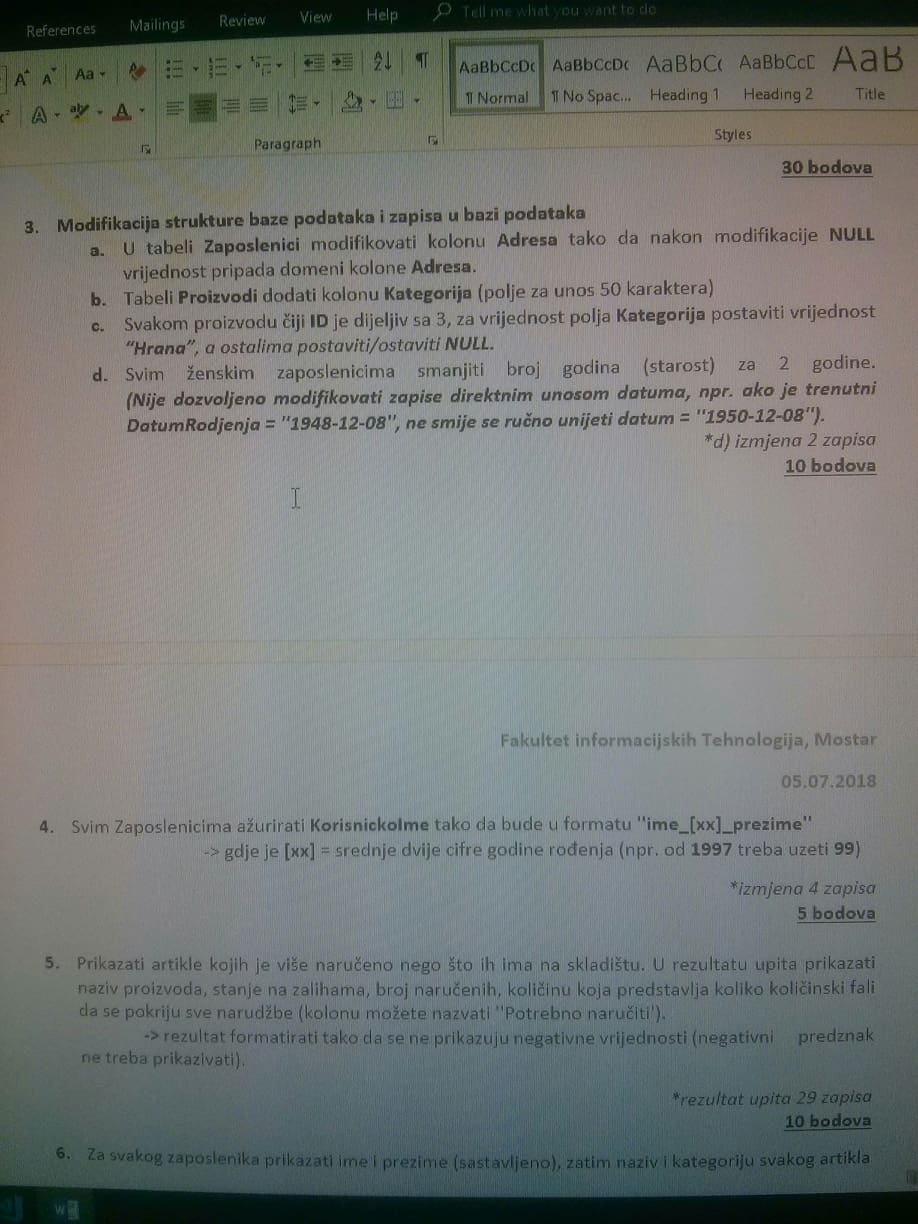 References Mailings Review View Help Tell me what you want to do
A A Aa A AaBbCcDc AaBbCcDc AaBbCc AaBbCcD AaB
A aby A ¶ Normal ¶ No Spac... Heading 1 Heading 2 Title
Paragraph Styles
30 bodova
3. Modifikacija strukture baze podataka i zapisa u bazi podataka
a. U tabeli Zaposlenici modifikovati kolonu Adresa tako da nakon modifikacije NULL
vrijednost pripada domeni kolone Adresa.
b. Tabeli Proizvodi dodati kolonu Kategorija (polje za unos 50 karaktera)
c. Svakom proizvodu čiji ID je dijeljiv sa 3, za vrijednost polja Kategorija postaviti vrijednost
“Hrana”, a ostalima postaviti/ostaviti NULL.
d. Svim ženskim zaposlenicima smanjiti broj godina (starost) za 2 godine.
(Nije dozvoljeno modifikovati zapise direktnim unosom datuma, npr. ako je trenutni
DatumRodjenja = ''1948-12-08'', ne smije se ručno unijeti datum = ''1950-12-08'').
*d) izmjena 2 zapisa
10 bodova
Fakultet informacijskih Tehnologija, Mostar
05.07.2018
4. Svim Zaposlenicima ažurirati KorisnickoIme tako da bude u formatu ''ime_[xx]_prezime''
-> gdje je [xx] = srednje dvije cifre godine rođenja (npr. od 1997 treba uzeti 99)
*izmjena 4 zapisa
5 bodova
5. Prikazati artikle kojih je više naručeno nego što ih ima na skladištu. U rezultatu upita prikazati
naziv proizvoda, stanje na zalihama, broj naručenih, količinu koja predstavlja koliko količinski fali
da se pokriju sve narudžbe (kolonu možete nazvati ''Potrebno naručiti').
-> rezultat formatirati tako da se ne prikazuju negativne vrijednosti (negativni predznak
ne treba prikazivati).
*rezultat upita 29 zapisa
10 bodova
6. Za svakog zaposlenika prikazati ime i prezime (sastavljeno), zatim naziv i kategoriju svakog artikla